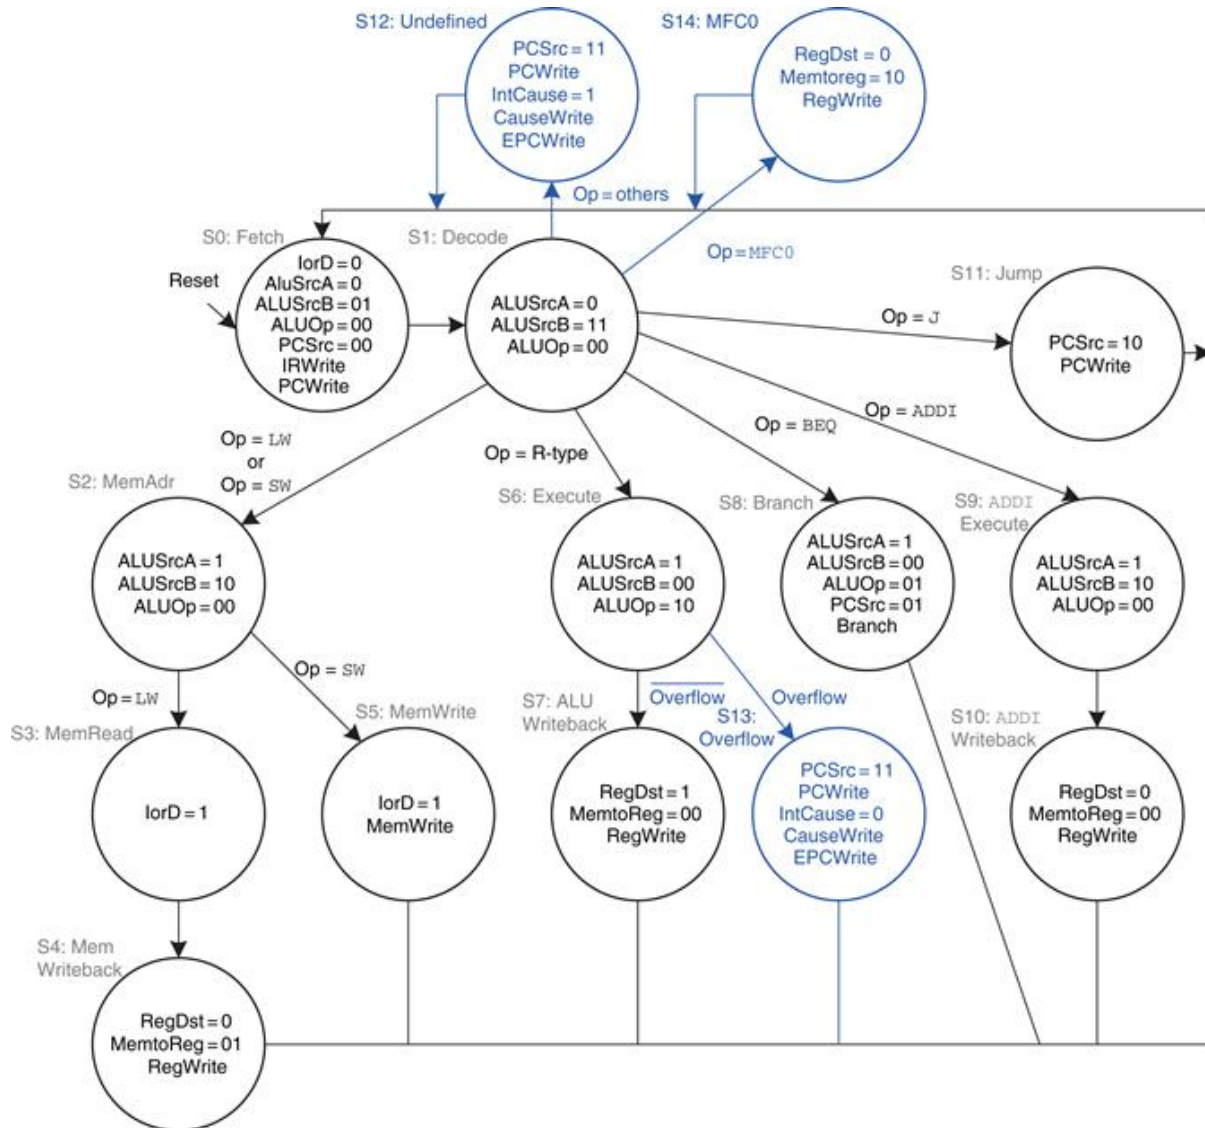 S12: Undefined
PCSrc = 11
PCWrite
IntCause = 1
CauseWrite
EPCWrite
S14: MFC0
RegDst = 0
Memtoreg = 10
RegWrite
Op = others
Op = MFC0
S0: Fetch
Reset
IorD = 0
AluSrcA = 0
ALUSrcB = 01
ALUOp = 00
PCSrc = 00
IRWrite
PCWrite
S1: Decode
ALUSrcA = 0
ALUSrcB = 11
ALUOp = 00
Op = J
S11: Jump
PCSrc = 10
PCWrite
Op = LW
or
Op = SW
Op = R-type
Op = BEQ
Op = ADDI
S2: MemAdr
ALUSrcA = 1
ALUSrcB = 10
ALUOp = 00
S6: Execute
ALUSrcA = 1
ALUSrcB = 00
ALUOp = 10
S8: Branch
ALUSrcA = 1
ALUSrcB = 00
ALUOp = 01
PCSrc = 01
Branch
S9: ADDI
Execute
ALUSrcA = 1
ALUSrcB = 10
ALUOp = 00
Op = LW
Op = SW
Overflow
Overflow
S3: MemRead
IorD = 1
S5: MemWrite
IorD = 1
MemWrite
S7: ALU
Writeback
RegDst = 1
MemtoReg = 00
RegWrite
S13:
Overflow
PCSrc = 11
PCWrite
IntCause = 0
CauseWrite
EPCWrite
S10: ADDI
Writeback
RegDst = 0
MemtoReg = 00
RegWrite
S4: Mem
Writeback
RegDst = 0
MemtoReg = 01
RegWrite